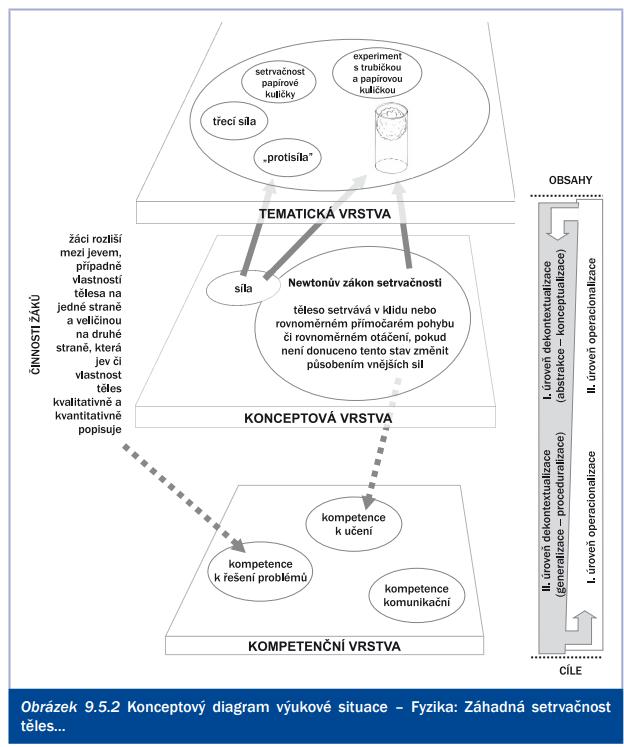 setrvačnost
papírové
kuličky
experiment
s trubičkou
a papírovou
kuličkou
třecí síla
„protisíla"
TEMATICKÁ VRSTVA
ČINNOSTI ŽÁKŮ
žáci rozliší
mezi jevem,
případně
vlastností
tělesa na
jedné straně
a veličinou
na druhé
straně, která
jev či
vlastnost
těles
kvalitativně a
kvantitativně
popisuje
síla
Newtonův zákon setrvačnosti
těleso setrvává v klidu nebo
rovnoměrném přímočarém pohybu
či rovnoměrném otáčení, pokud
není donuceno tento stav změnit
působením vnějších sil
KONCEPTOVÁ VRSTVA
kompetence
k učení
kompetence
k řešení problémů
kompetence
komunikační
KOMPETENČNÍ VRSTVA
OBSAHY
I. úroveň dekontextualizace
(abstrakce – konceptualizace)
II. úroveň operacionalizace
II. úroveň dekontextualizace
(generalizace – proceduralizace)
I. úroveň operacionalizace
CÍLE
Obrázek 9.5.2 Konceptový diagram výukové situace – Fyzika: Záhadná setrvačnost
těles...